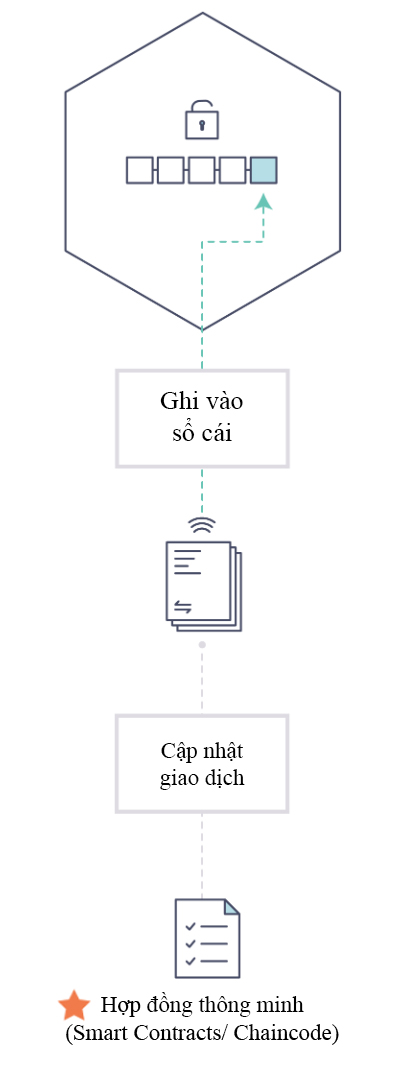 Ghi vào
sổ cái
Cập nhật
giao dịch
Hợp đồng thông minh
(Smart Contracts/ Chaincode)